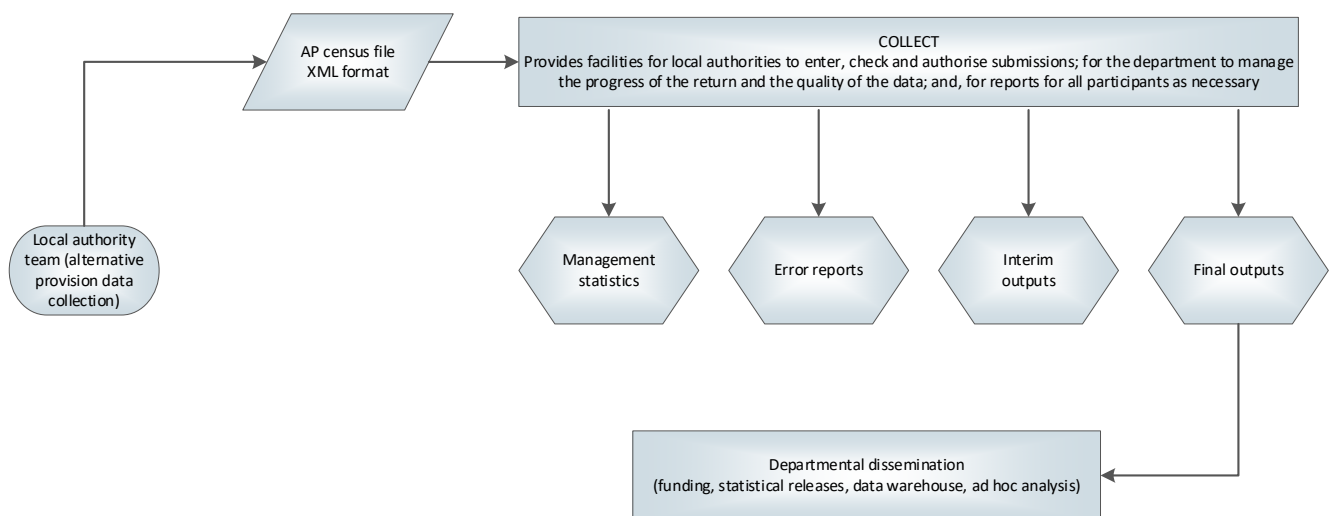 AP census file
XML format
COLLECT
Provides facilities for local authorities to enter, check and authorise submissions; for the department to manage
the progress of the return and the quality of the data; and, for reports for all participants as necessary
Local authority
team (alternative
provision data
collection)
Management
statistics
Error reports
Interim
outputs
Final outputs
Departmental dissemination
(funding, statistical releases, data warehouse, ad hoc analysis)